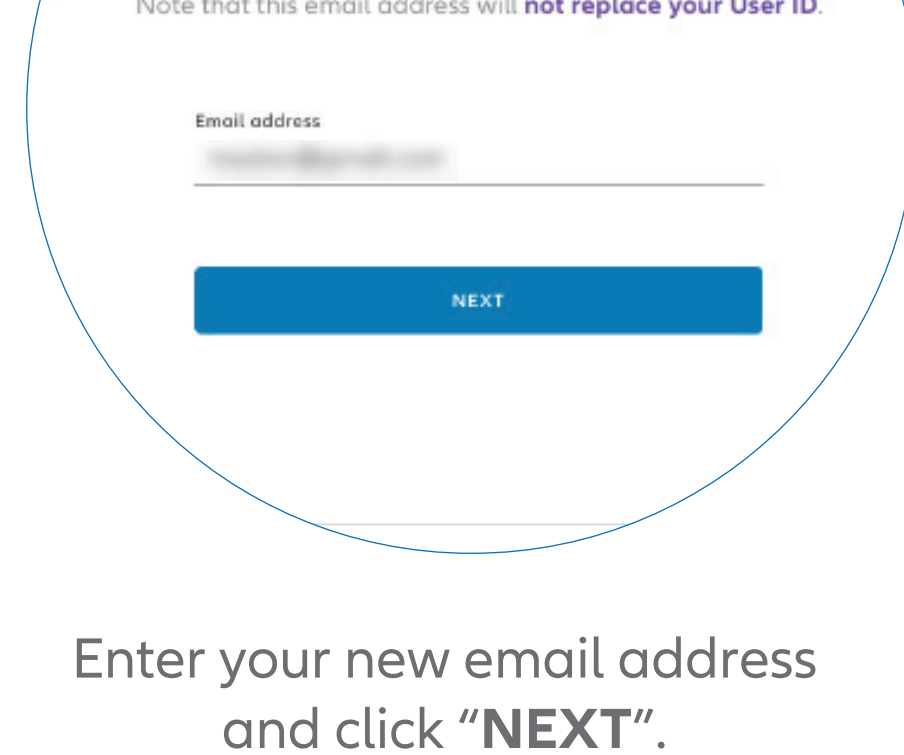 Note that this email address will not replace your User ID.
Email address
NEXT
Enter your new email address
and click “NEXT”.